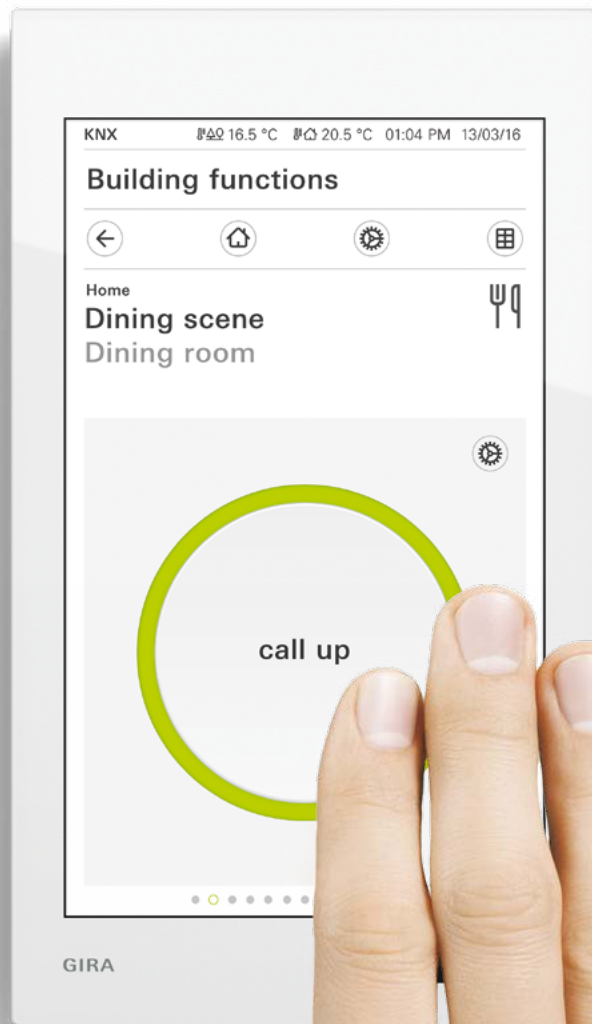 KNX 16.5 °C 20.5 °C 01:04 PM 13/03/16
Building functions
Home
Dining scene
Dining room
call up
GIRA